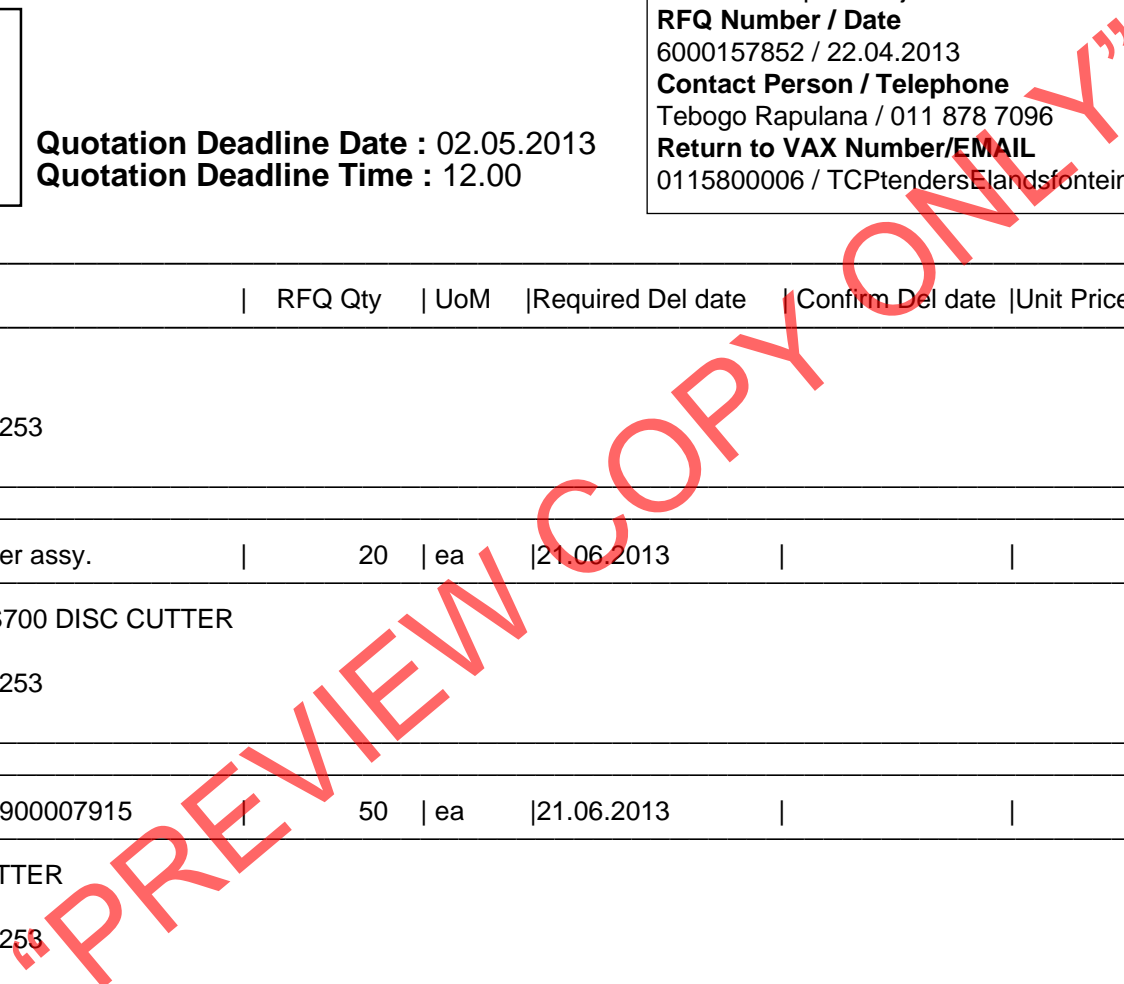 RFQ Number / Date
6000157852 / 22.04.2013
Contact Person / Telephone
Tebogo Rapulana / 011 878 7096
Return to VAX Number/EMAIL
0115800006 / TCPtendersElandsfontein
Quotation Deadline Date : 02.05.2013
Quotation Deadline Time : 12.00
| RFQ Qty | UoM |Required Del date | Confirm Del date |Unit Price
253
er assy. | 20 | ea |21.06.2013 | |
700 DISC CUTTER
253
900007915 | 50 | ea |21.06.2013 | |
TTER
253
“PREVIEW COPY ONLY”